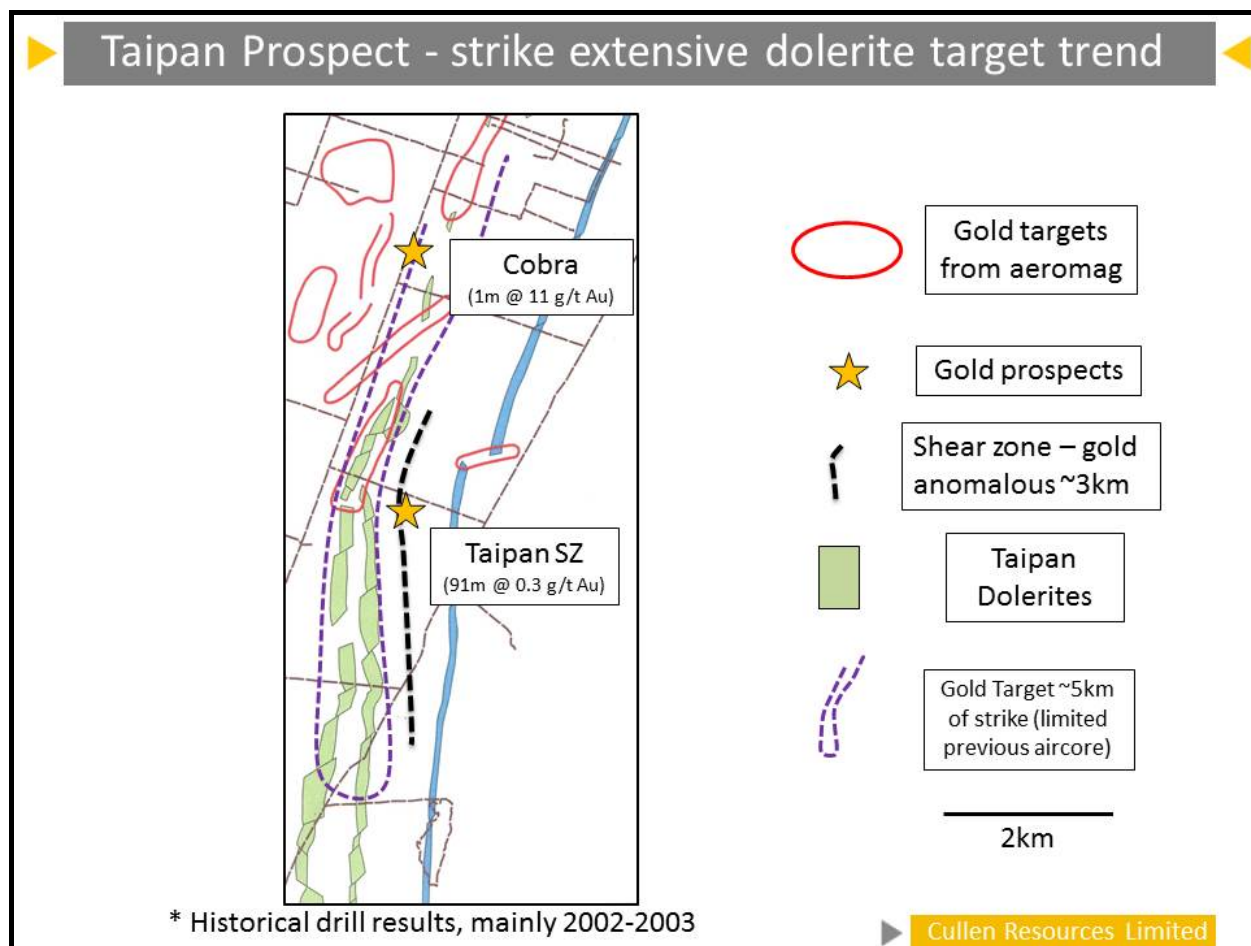 Taipan Prospect - strike extensive dolerite target trend
Cobra
(1m @ 11 g/t Au)
Taipan SZ
(91m @ 0.3 g/t Au)
Gold targets
from aeromag
Gold prospects
Shear zone – gold
anomalous ~3km
Taipan
Dolerites
Gold Target ~5km
of strike (limited
previous aircore)
2km
* Historical drill results, mainly 2002-2003
Cullen Resources Limited